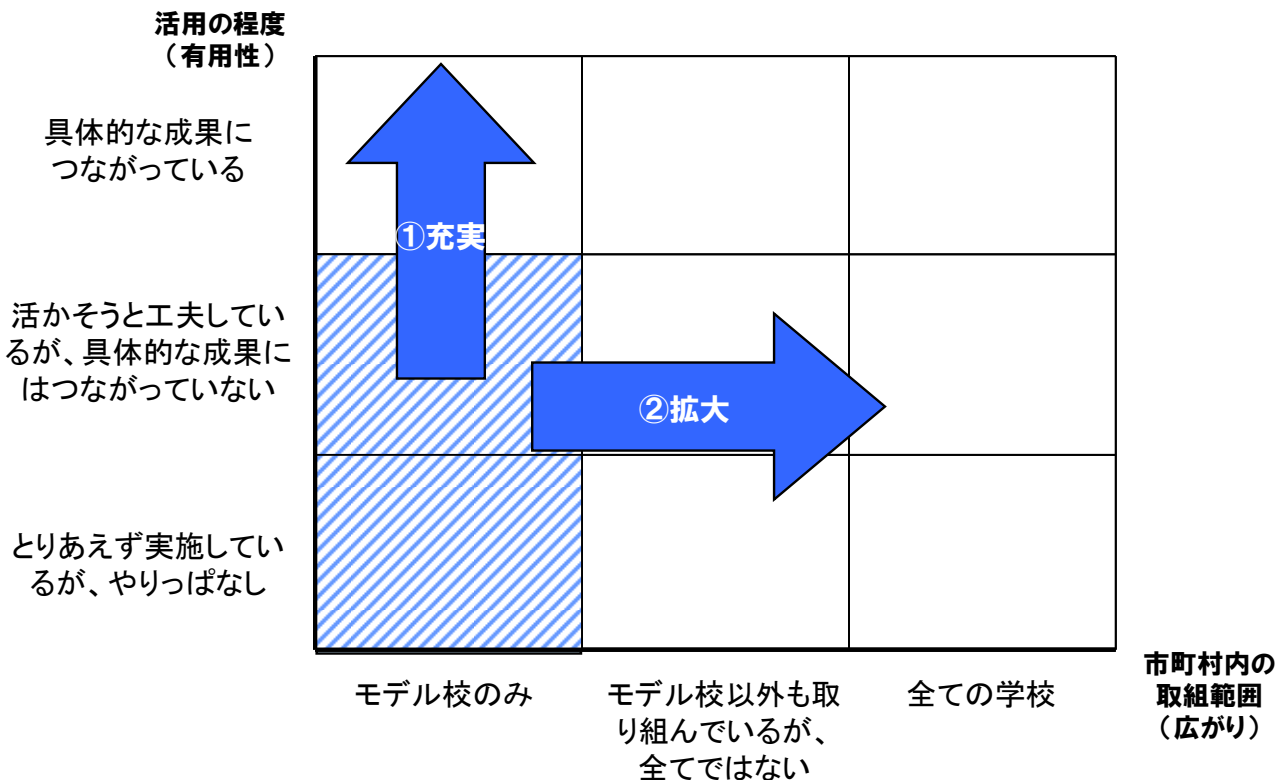 活用の程度
（有用性）
具体的な成果に
つながっている
①充実
活かそうと工夫してい
るが、具体的な成果に
はつながっていない
②拡大
とりあえず実施してい
るが、やりっぱなし
モデル校のみ
モデル校以外も取
り組んでいるが、
全てではない
全ての学校
市町村内の
取組範囲
（広がり）